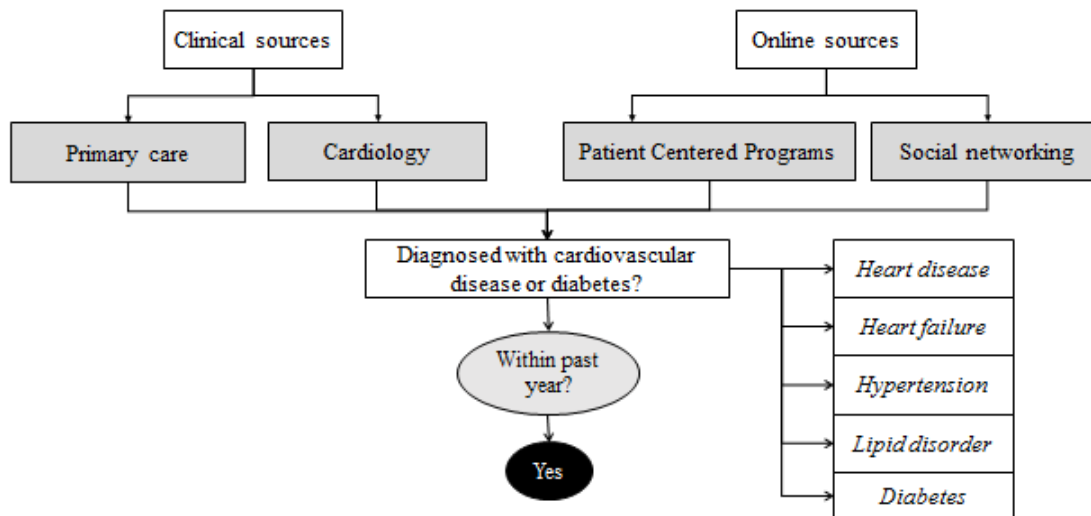 Clinical sources
Online sources
Primary care
Cardiology
Patient Centered Programs
Social networking
Diagnosed with cardiovascular
disease or diabetes?
Heart disease
Heart failure
Within past
year?
Hypertension
Lipid disorder
Yes
Diabetes